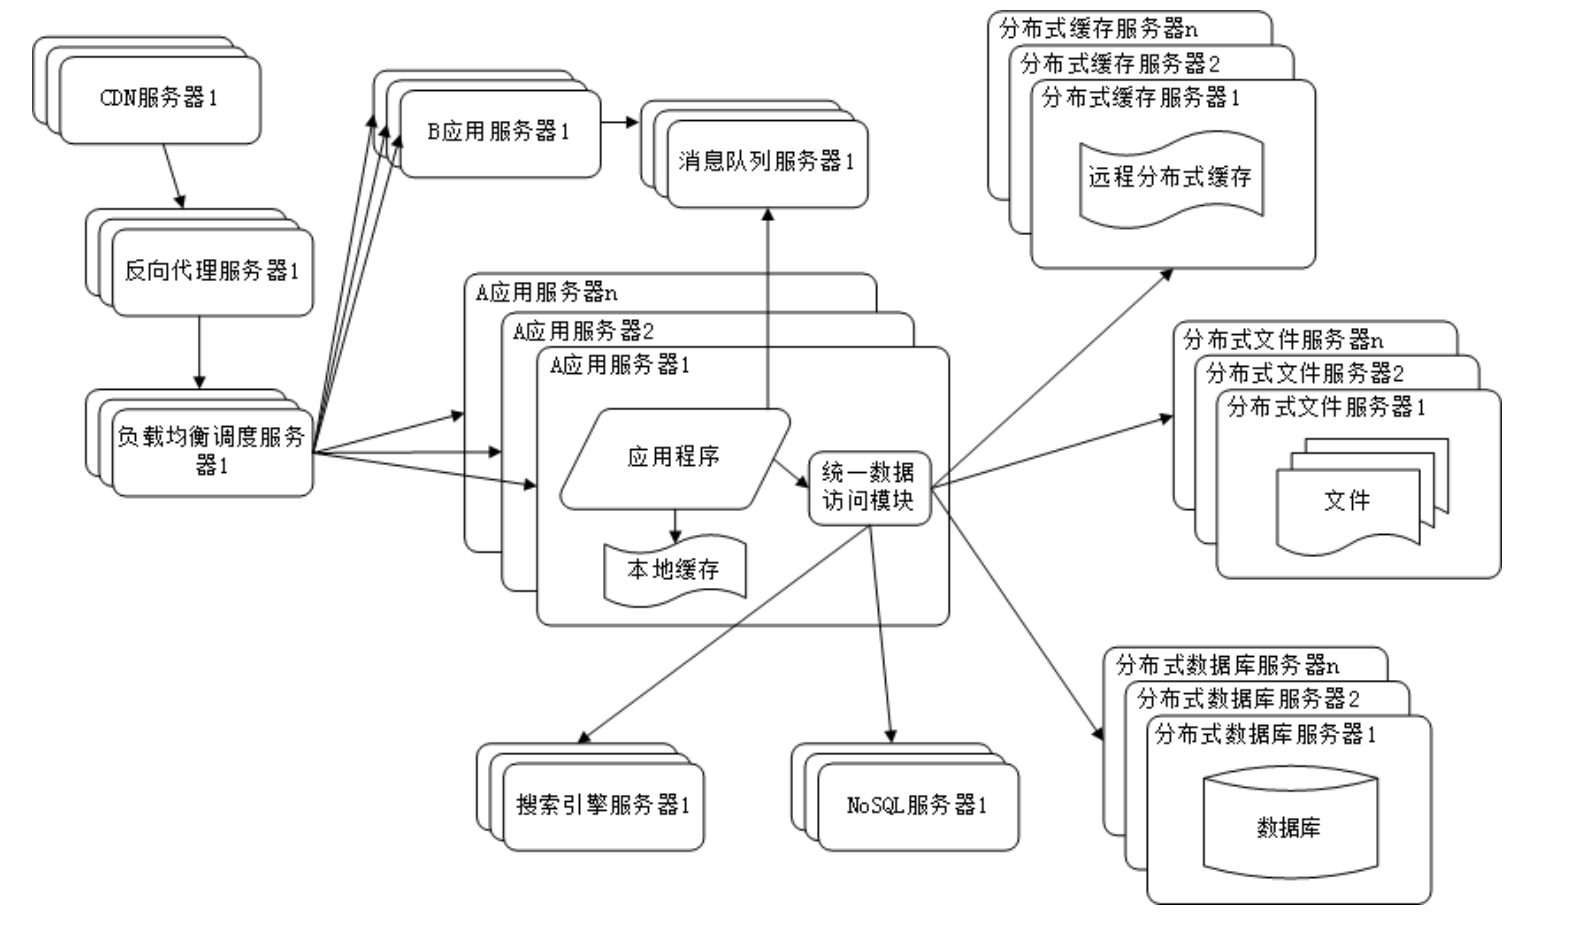 CDN服务器1
反向代理服务器1
负载均衡调度服务
器1
B应用服务器1
消息队列服务器1
A应用服务器n
A应用服务器2
A应用服务器1
应用程序
统一数据
访问模块
本地缓存
搜索引擎服务器1
NoSQL服务器1
分布式缓存服务器n
分布式缓存服务器2
分布式缓存服务器1
远程分布式缓存
分布式文件服务器n
分布式文件服务器2
分布式文件服务器1
文件
分布式数据库服务器n
分布式数据库服务器2
分布式数据库服务器1
数据库